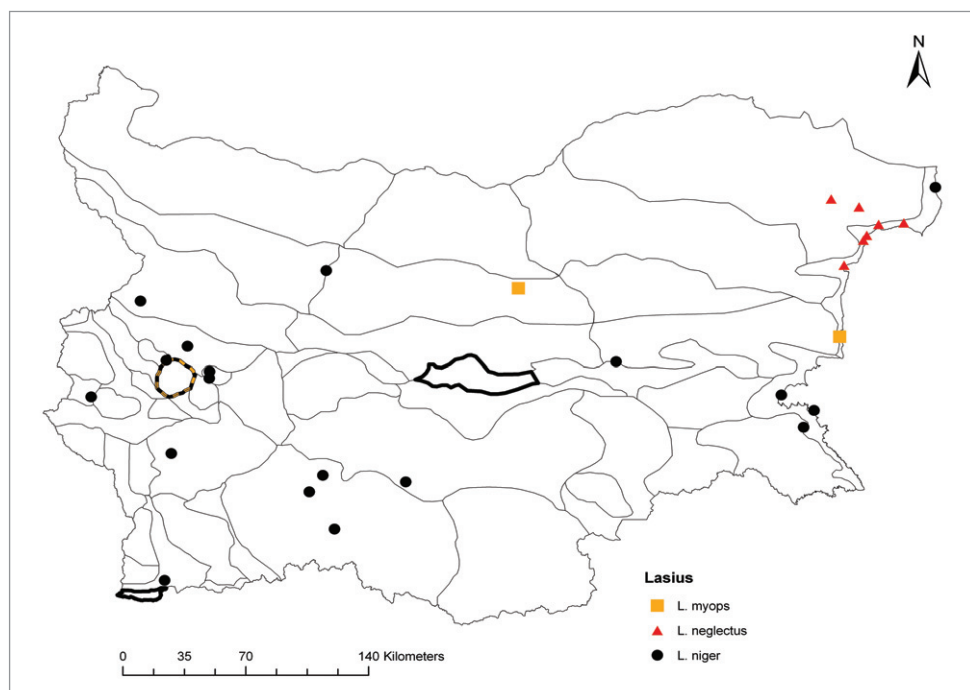 N
Lasius
L. myops
L. neglectus
L. niger
0 35 70 140 Kilometers